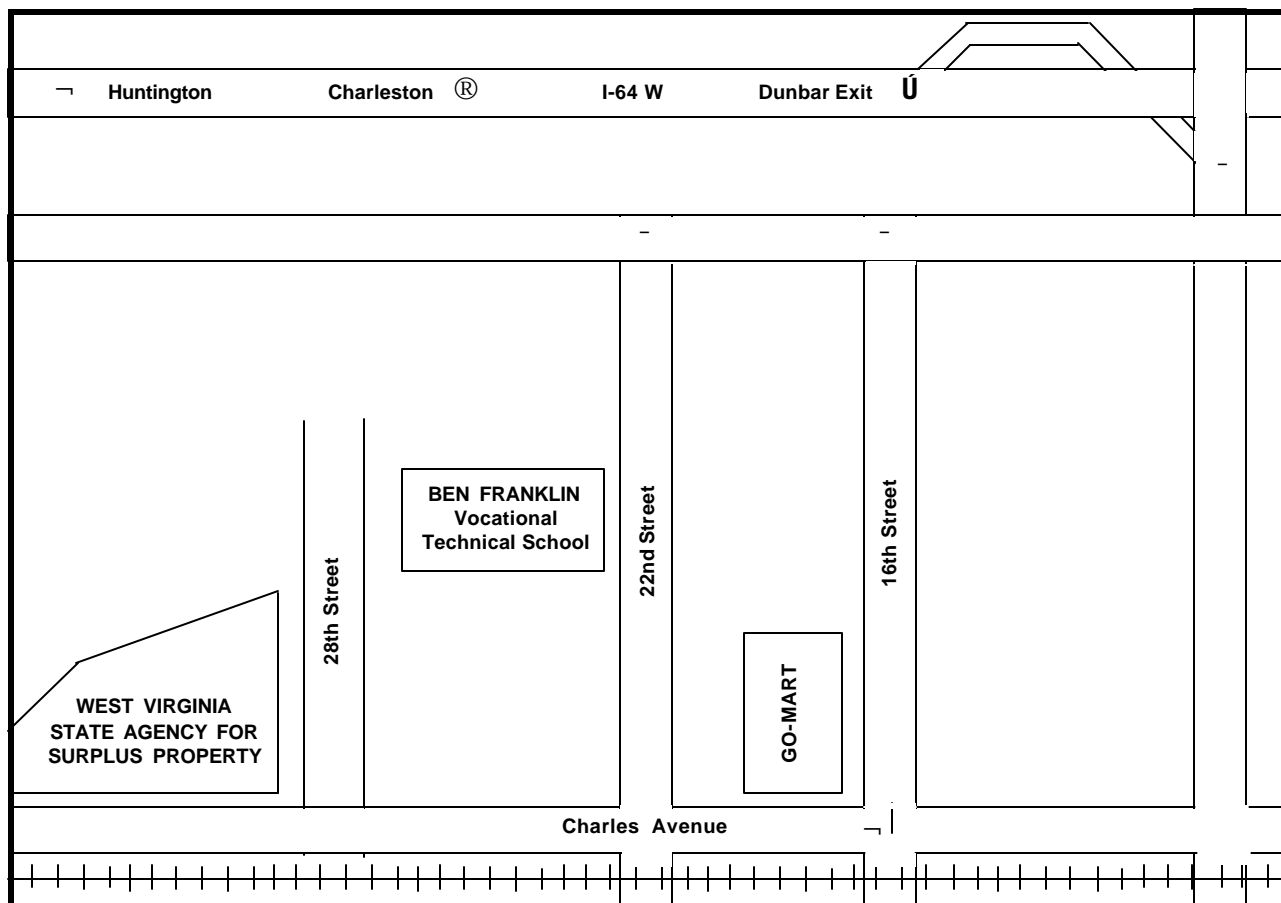 ¬ Huntington Charleston ® I-64 W Dunbar Exit Ú
–
– –
BEN FRANKLIN
Vocational
Technical School
22nd Street
16th Street
28th Street
WEST VIRGINIA
STATE AGENCY FOR
SURPLUS PROPERTY
GO-MART
Charles Avenue ¬